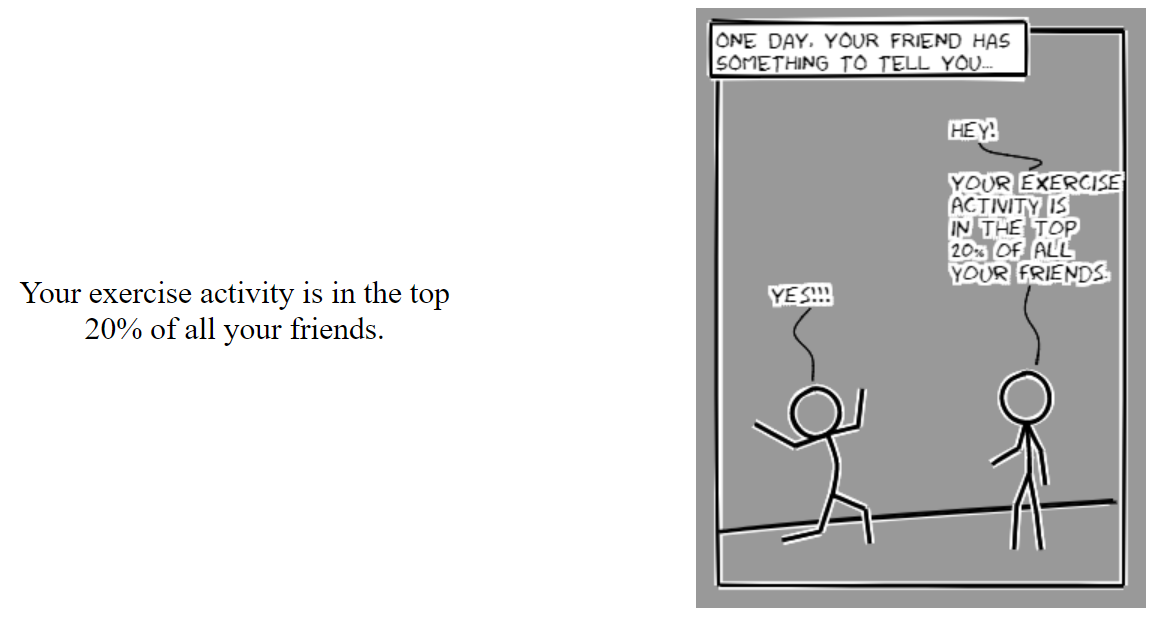 Your exercise activity is in the top
20% of all your friends.
ONE DAY, YOUR FRIEND HAS
SOMETHING TO TELL YOU...
HEY!
YOUR EXERCISE
ACTIVITY IS
IN THE TOP
20% OF ALL
YOUR FRIENDS.
YES!!!